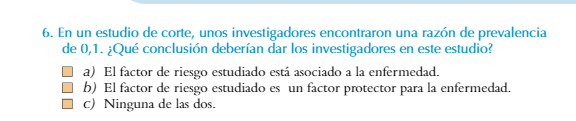 6. En un estudio de corte, unos investigadores encontraron una razón de prevalencia
de 0,1. ¿Qué conclusión deberían dar los investigadores en este estudio?
a) El factor de riesgo estudiado está asociado a la enfermedad.
b) El factor de riesgo estudiado es un factor protector para la enfermedad.
c) Ninguna de las dos.